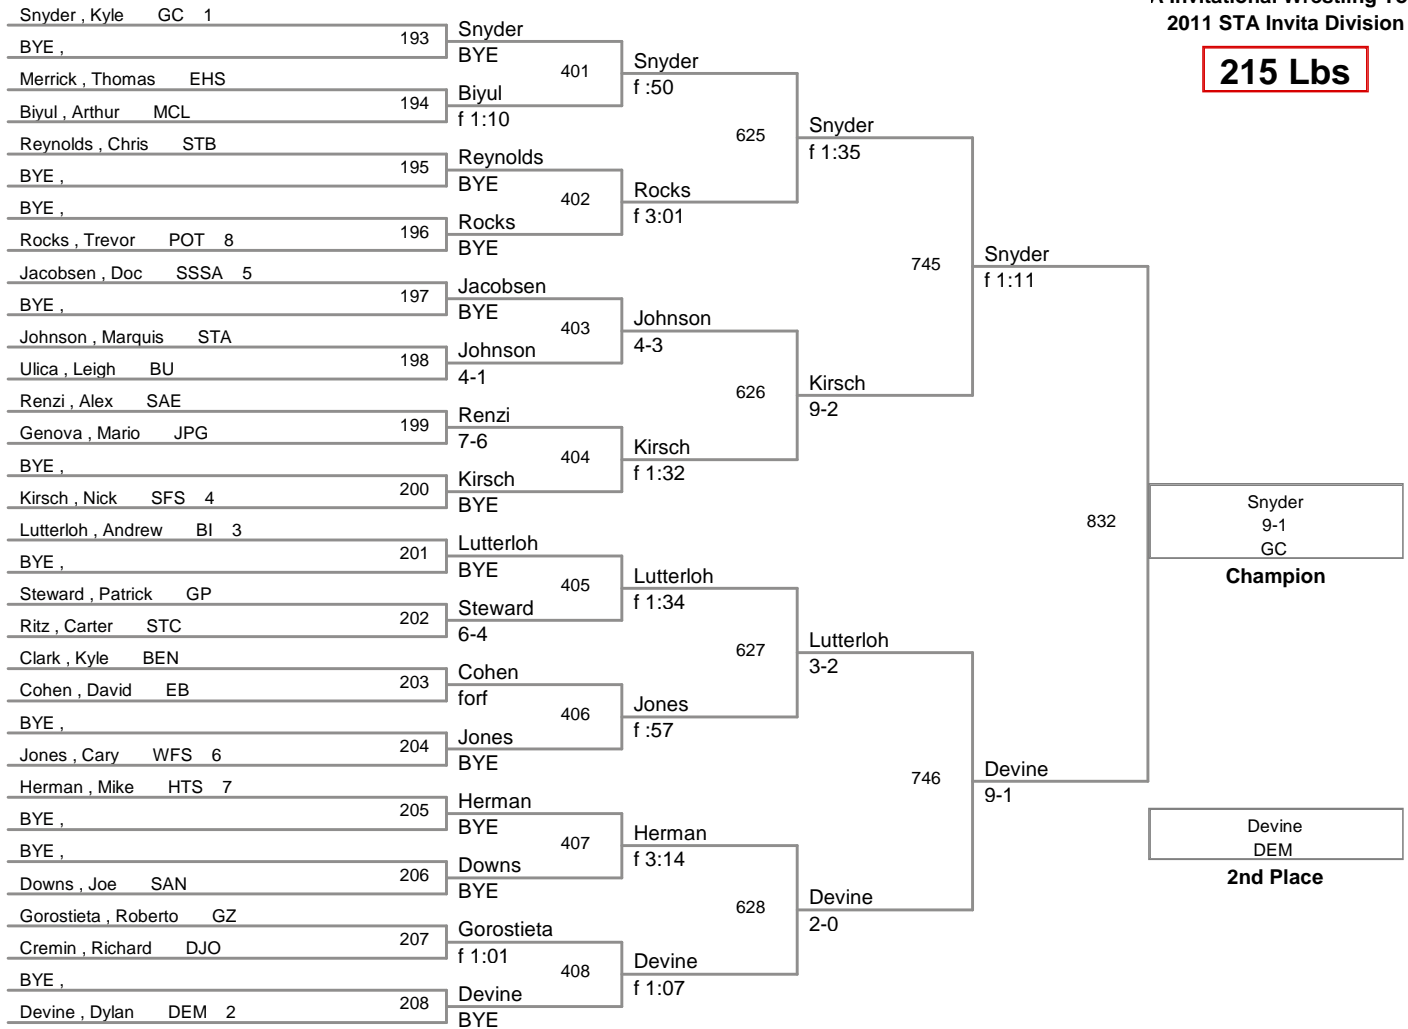 A Invitational Wrestling To
2011 STA Invita Division
215 Lbs
Snyder , Kyle GC 1
BYE ,
Merrick , Thomas EHS
Biyul , Arthur MCL
Reynolds , Chris STB
BYE ,
BYE ,
Rocks , Trevor POT 8
Jacobsen , Doc SSSA 5
BYE ,
Johnson , Marquis STA
Ulica , Leigh BU
Renzi , Alex SAE
Genova , Mario JPG
BYE ,
Kirsch , Nick SFS 4
Lutterloh , Andrew BI 3
BYE ,
Steward , Patrick GP
Ritz , Carter STC
Clark , Kyle BEN
Cohen , David EB
BYE ,
Jones , Cary WFS 6
Herman , Mike HTS 7
BYE ,
BYE ,
Downs , Joe SAN
Gorostieta , Roberto GZ
Cremin , Richard DJO
BYE ,
Devine , Dylan DEM 2
193
194
195
196
197
198
199
200
201
202
203
204
205
206
207
208
Snyder
BYE
Biyul
f 1:10
Reynolds
BYE
Rocks
BYE
Jacobsen
BYE
Johnson
4-1
Renzi
7-6
Kirsch
BYE
Lutterloh
BYE
Steward
6-4
Cohen
forf
Jones
BYE
Herman
BYE
Downs
BYE
Gorostieta
f 1:01
Devine
BYE
401
402
403
404
405
406
407
408
Snyder
f :50
Rocks
f 3:01
Johnson
4-3
Kirsch
f 1:32
Lutterloh
f 1:34
Jones
f :57
Herman
f 3:14
Devine
f 1:07
625
626
627
628
Snyder
f 1:35
Kirsch
9-2
Lutterloh
3-2
Devine
2-0
745
746
Snyder
f 1:11
Devine
9-1
832
Snyder
9-1
GC
Champion
Devine
DEM
2nd Place